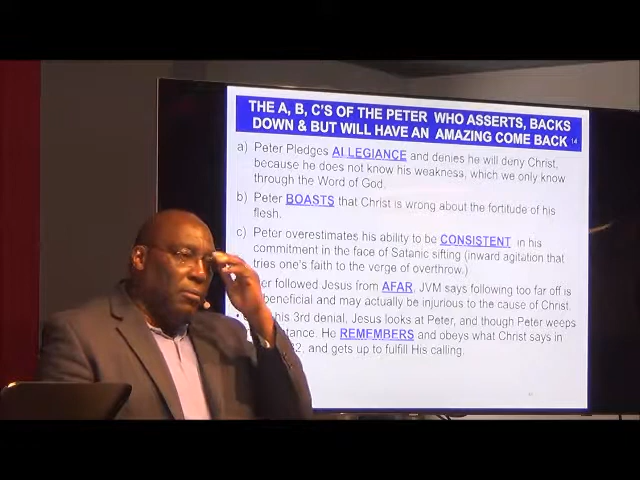 THE A, B, C'S OF THE PETER WHO ASSERTS, BACKS
DOWN & BUT WILL HAVE AN AMAZING COME BACK 14
a) Peter Pledges ALLEGIANCE and denies he will deny Christ,
because he does not know his weakness, which we only know
through the Word of God.
b) Peter BOASTS that Christ is wrong about the fortitude of his
flesh.
c) Peter overestimates his ability to be CONSISTENT in his
commitment in the face of Satanic sifting (inward agitation that
tries one's faith to the verge of overthrow.)
er followed Jesus from AFAR. JVM says following too far off is
beneficial and may actually be injurious to the cause of Christ.
his 3rd denial, Jesus looks at Peter, and though Peter weeps
tance. He REMEMBERS and obeys what Christ says in
32, and gets up to fulfill His calling.